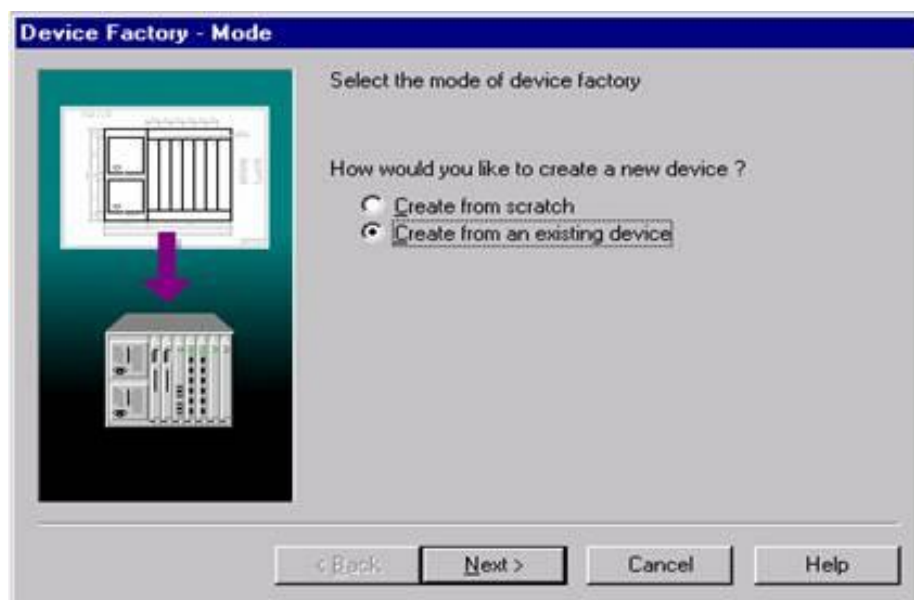 Device Factory - Mode
Select the mode of device factory
How would you like to create a new device ?
Create from scratch
Create from an existing device
< Back
Next >
Cancel
Help